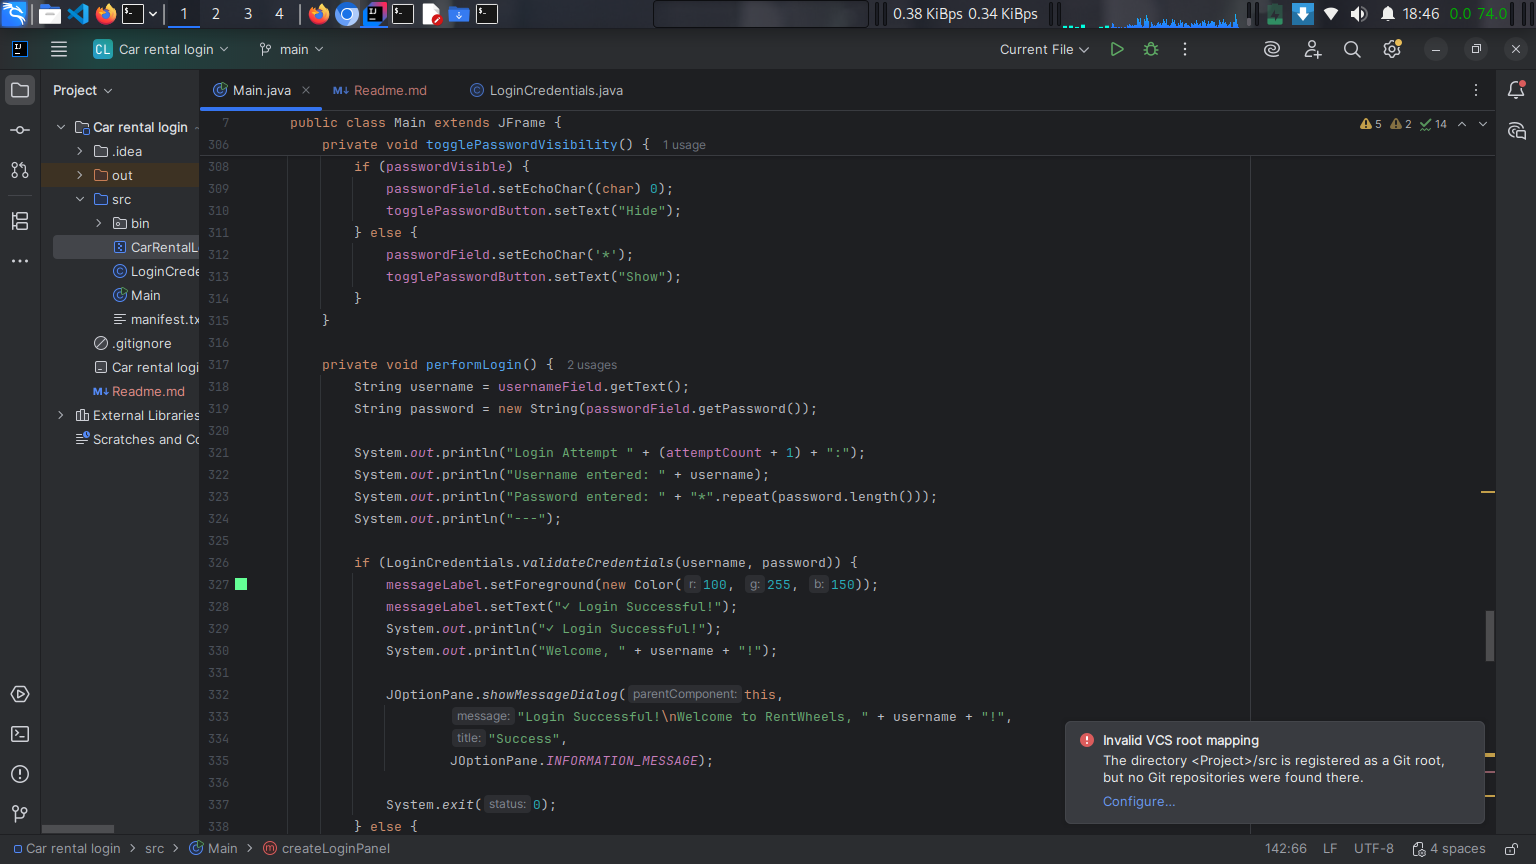 1 2 3 4 0.38 KiBps 0.34 KiBps 18:46 0.0 74.0
CL Car rental login main Current File
Project
Main.java
M↓ Readme.md
LoginCredentials.java
Car rental login
.idea
out
src
bin
CarRentalL
LoginCrede
Main
manifest.tx
.gitignore
Car rental logi
M↓ Readme.md
External Libraries
Scratches and Co
5 2 14
7 public class Main extends JFrame {
306 private void togglePasswordVisibility() { 1 usage
308 if (passwordVisible) {
309 passwordField.setEchoChar((char) 0);
310 togglePasswordButton.setText("Hide");
311 } else {
312 passwordField.setEchoChar('*');
313 togglePasswordButton.setText("Show");
314 }
315 }
316
317 private void performLogin() { 2 usages
318 String username = usernameField.getText();
319 String password = new String(passwordField.getPassword());
320
321 System.out.println("Login Attempt " + (attemptCount + 1) + ":");
322 System.out.println("Username entered: " + username);
323 System.out.println("Password entered: " + "*".repeat(password.length()));
324 System.out.println("---");
325
326 if (LoginCredentials.validateCredentials(username, password)) {
327 messageLabel.setForeground(new Color( r: 100, g: 255, b: 150));
328 messageLabel.setText("✓ Login Successful!");
329 System.out.println("✓ Login Successful!");
330 System.out.println("Welcome, " + username + "!");
331
332 JOptionPane.showMessageDialog( parentComponent: this,
333 message: "Login Successful!\nWelcome to RentWheels, " + username + "!",
334 title: "Success",
335 JOptionPane.INFORMATION_MESSAGE);
336
337 System.exit( status: 0);
338 } else {
Invalid VCS root mapping
The directory <Project>/src is registered as a Git root,
but no Git repositories were found there.
Configure...
Car rental login > src > Main > m createLoginPanel 142:66 LF UTF-8 4 spaces